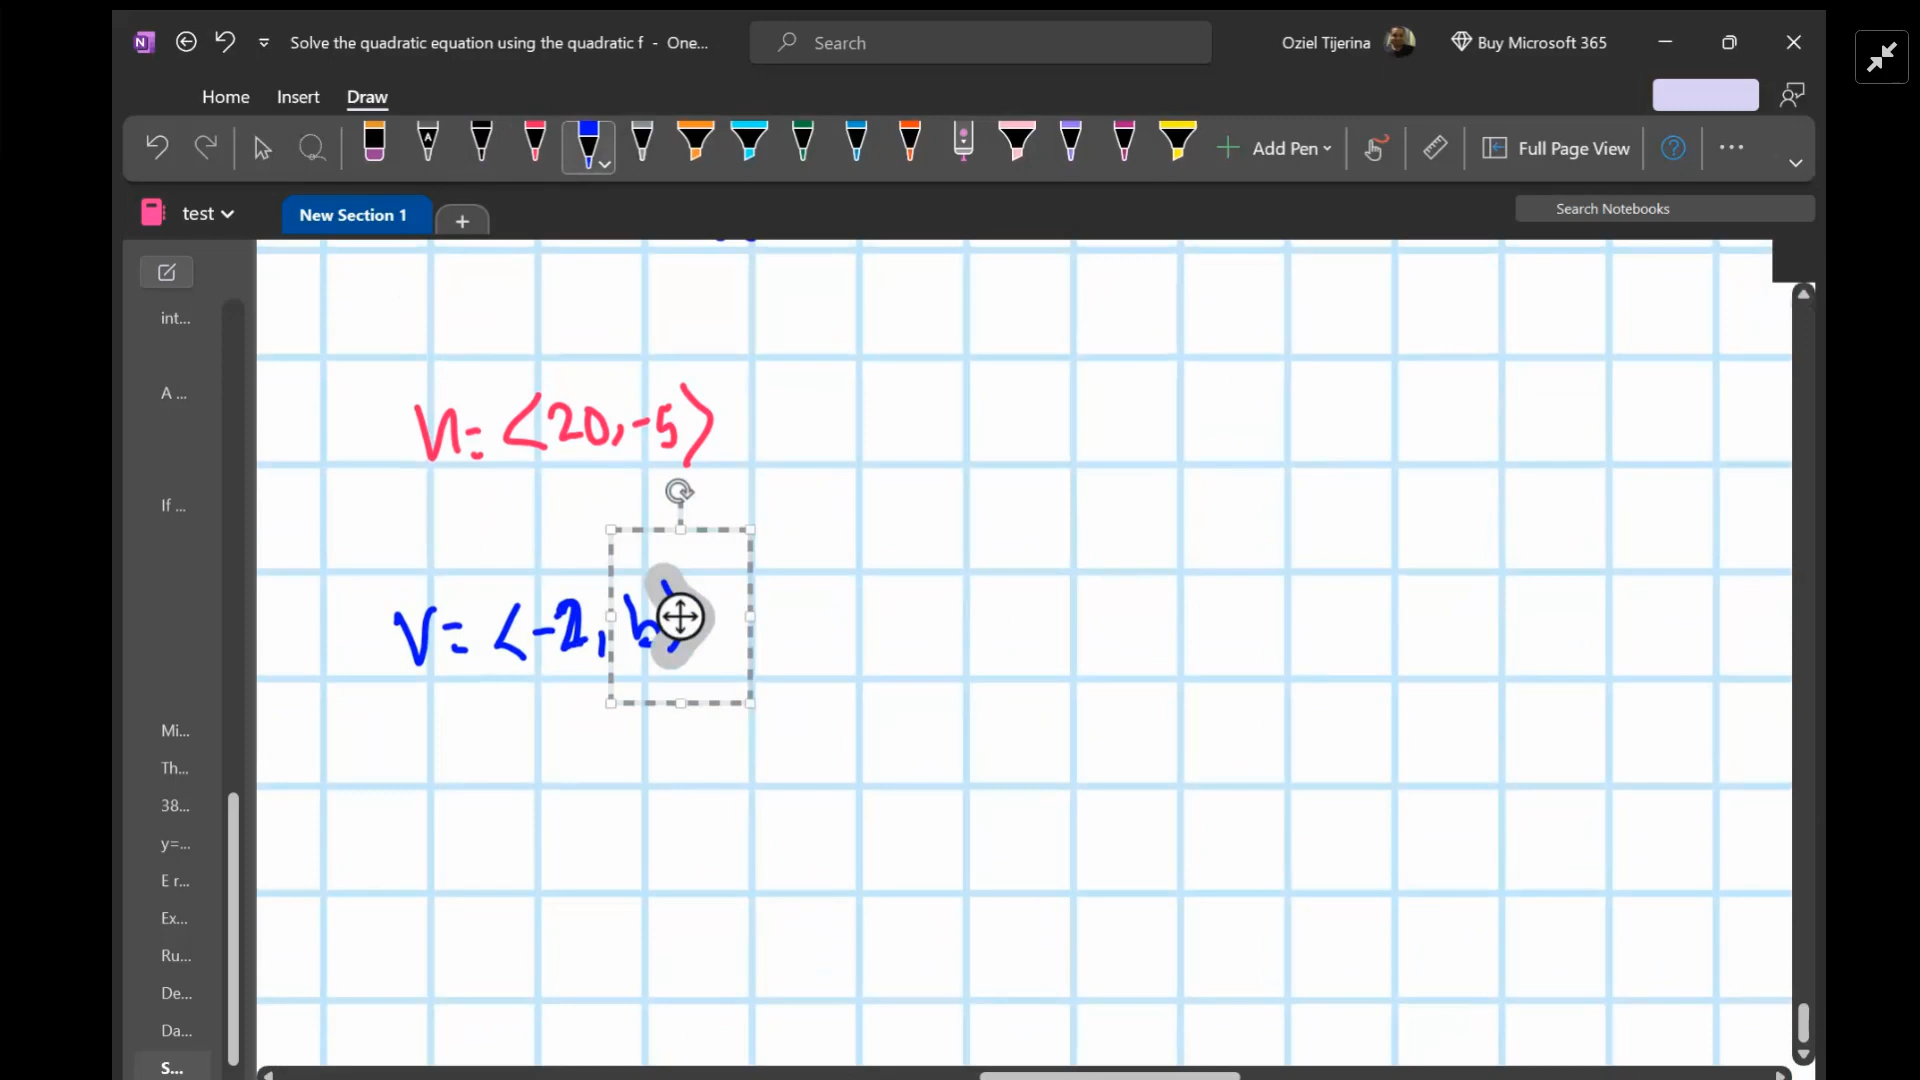 Solve the quadratic equation using the quadratic f - One...
Search
Oziel Tijerina
Buy Microsoft 365
Home Insert Draw
Add Pen
Full Page View
test
New Section 1
Search Notebooks
int...
A ...
If ...
Mi...
Th...
38...
y=...
E r...
Ex...
Ru...
De...
Da...
S...
u= ⟨20,-5⟩